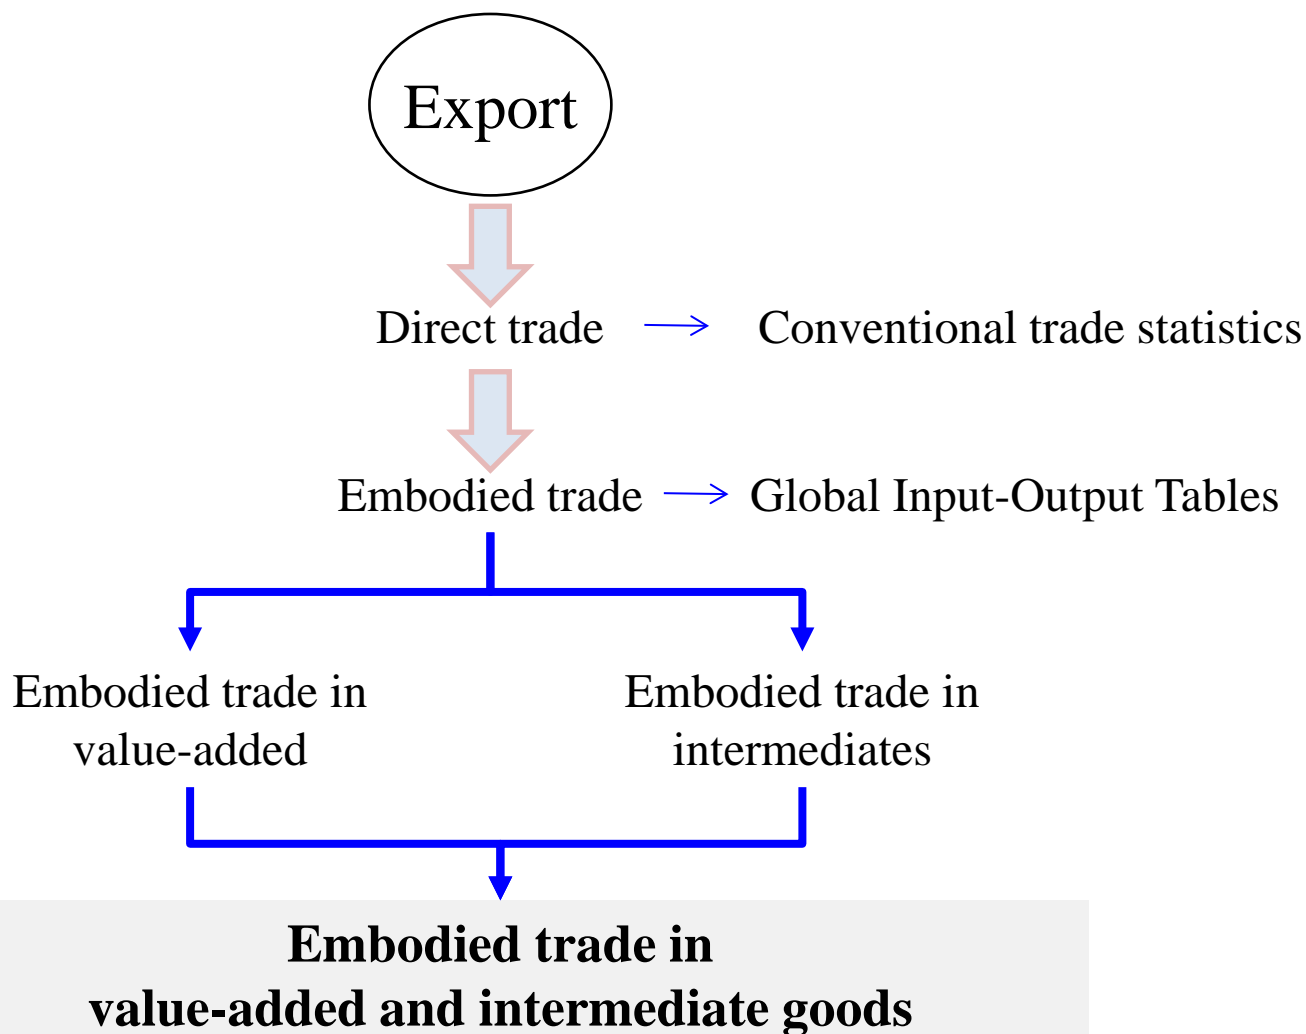 Export
Direct trade
Conventional trade statistics
Embodied trade
Global Input-Output Tables
Embodied trade in
value-added
Embodied trade in
intermediates
Embodied trade in
value-added and intermediate goods